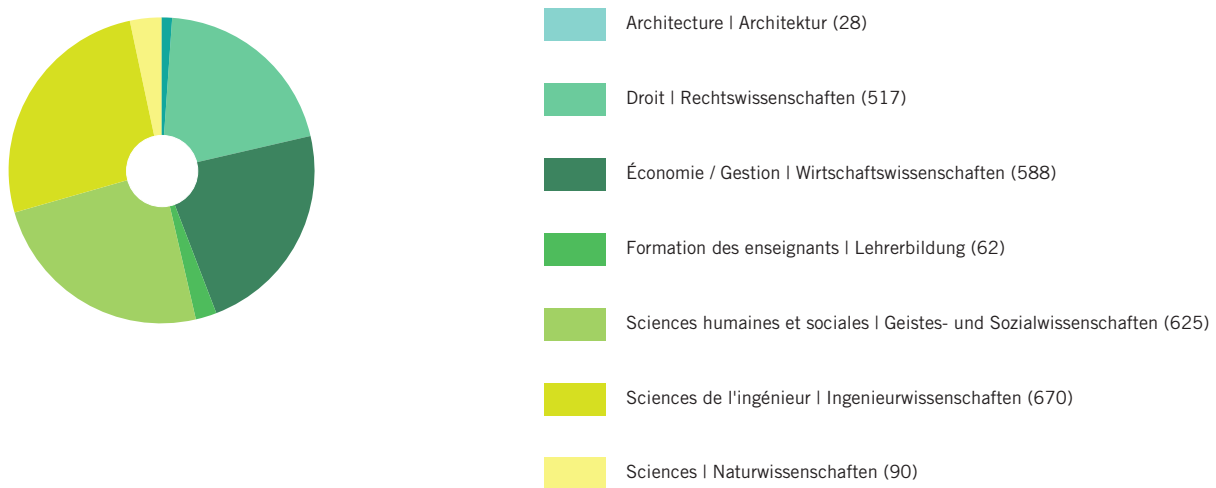 Architecture | Architektur (28)
Droit | Rechtswissenschaften (517)
Économie / Gestion | Wirtschaftswissenschaften (588)
Formation des enseignants | Lehrerbildung (62)
Sciences humaines et sociales | Geistes- und Sozialwissenschaften (625)
Sciences de l'ingénieur | Ingenieurwissenschaften (670)
Sciences | Naturwissenschaften (90)